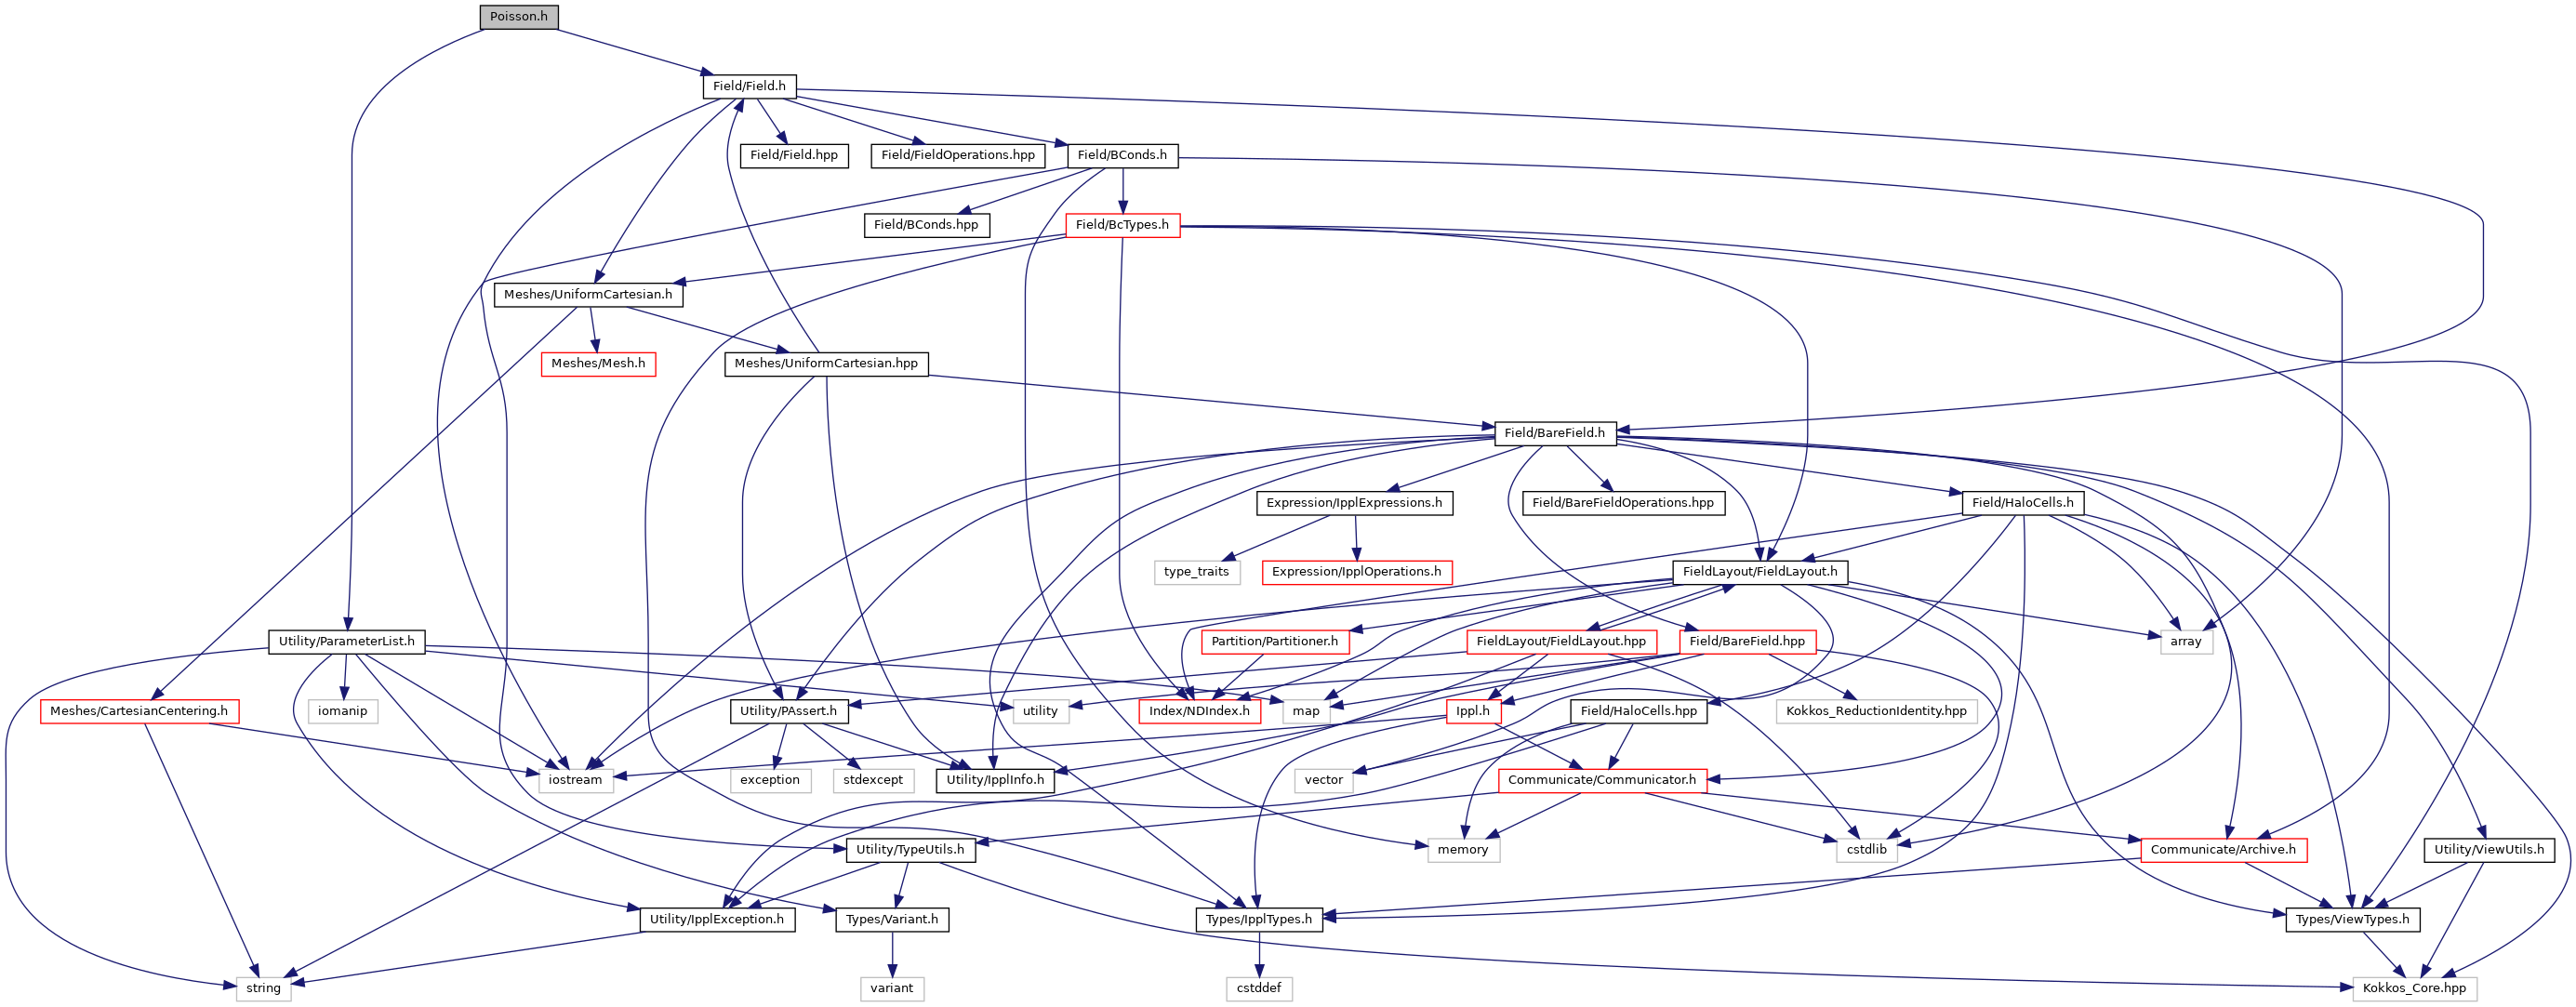 Poisson.h
Field/Field.h
Field/Field.hpp
Field/FieldOperations.hpp
Field/BConds.h
Field/BConds.hpp
Field/BcTypes.h
Meshes/UniformCartesian.h
Meshes/Mesh.h
Meshes/UniformCartesian.hpp
Field/BareField.h
Expression/IpplExpressions.h
Field/BareFieldOperations.hpp
Field/HaloCells.h
type_traits
Expression/IpplOperations.h
FieldLayout/FieldLayout.h
Utility/ParameterList.h
Partition/Partitioner.h
FieldLayout/FieldLayout.hpp
Field/BareField.hpp
array
Meshes/CartesianCentering.h
iomanip
Utility/PAssert.h
utility
Index/NDIndex.h
map
Ippl.h
Field/HaloCells.hpp
Kokkos_ReductionIdentity.hpp
iostream
exception
stdexcept
Utility/IpplInfo.h
vector
Communicate/Communicator.h
Utility/TypeUtils.h
memory
cstdlib
Communicate/Archive.h
Utility/ViewUtils.h
Utility/IpplException.h
Types/Variant.h
Types/IpplTypes.h
Types/ViewTypes.h
string
variant
cstddef
Kokkos_Core.hpp